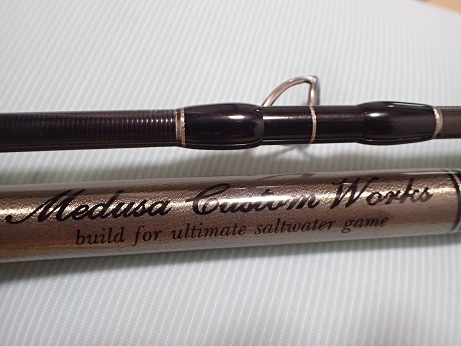 Medusa Custom Works
build for ultimate saltwater game